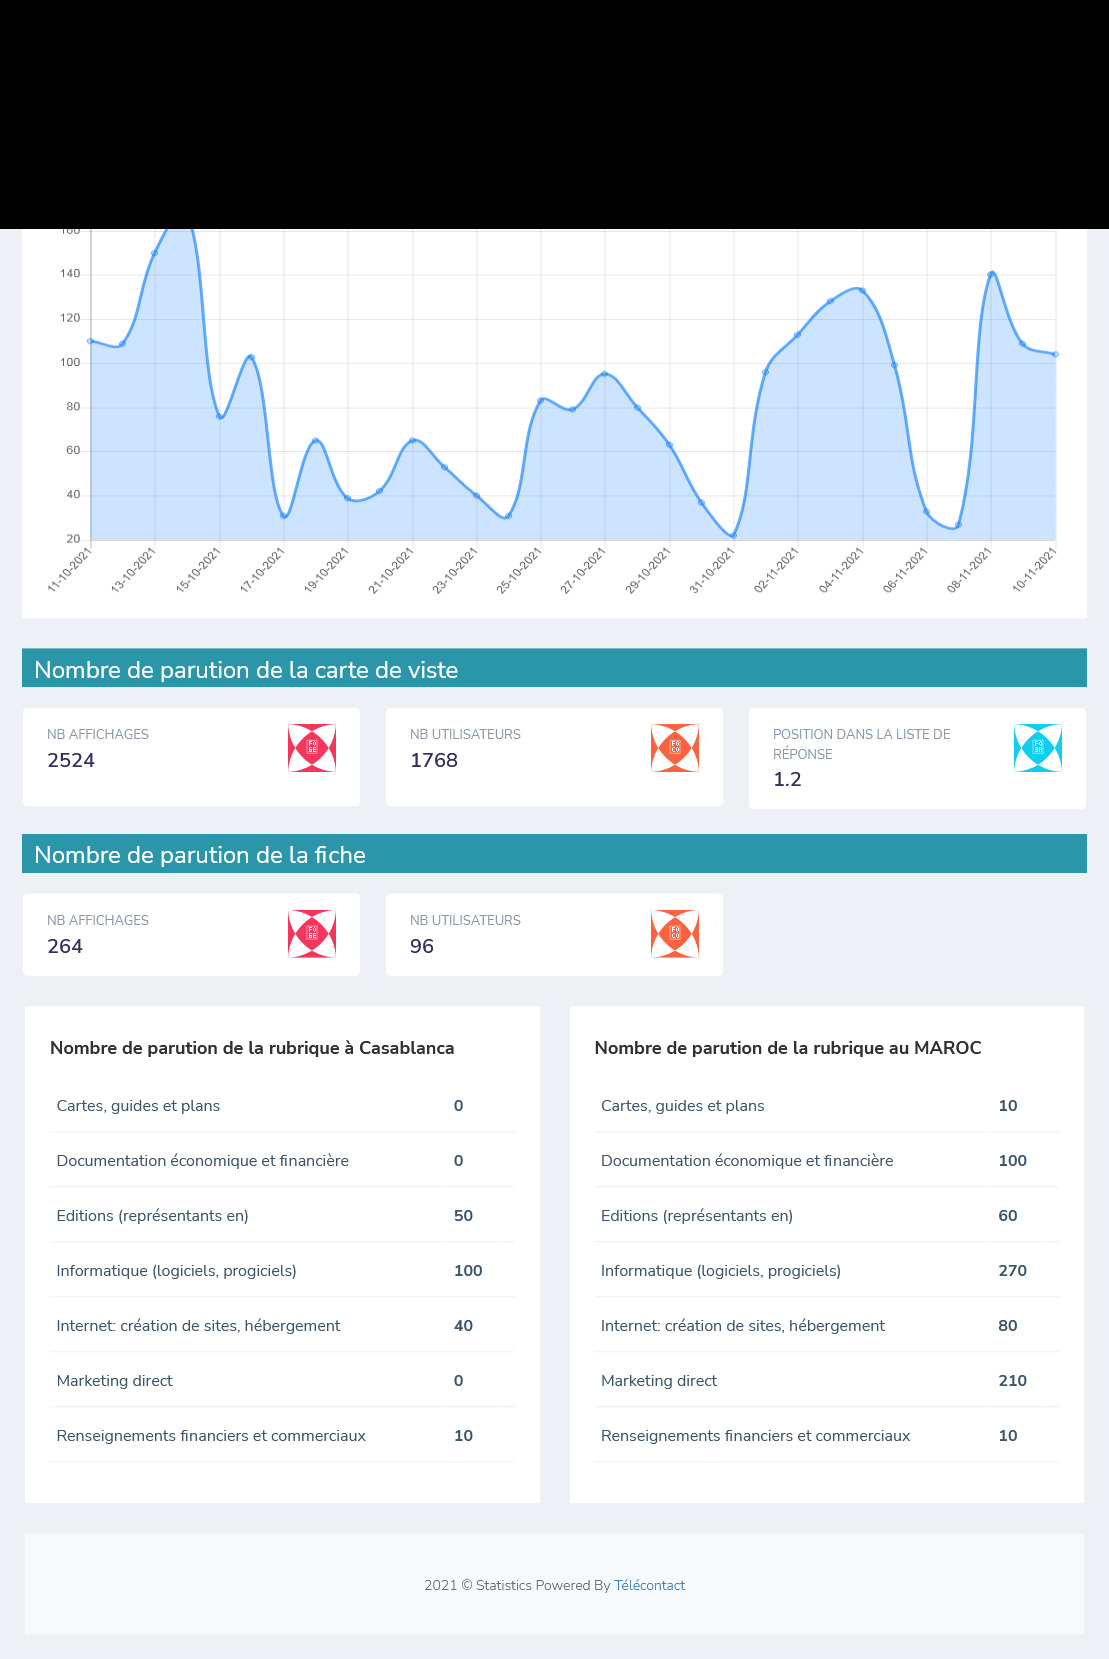 160
140
120
100
80
60
40
20
11-10-2021 13-10-2021 15-10-2021 17-10-2021 19-10-2021 21-10-2021 23-10-2021 25-10-2021 27-10-2021 29-10-2021 31-10-2021 02-11-2021 04-11-2021 06-11-2021 08-11-2021 10-11-2021
Nombre de parution de la carte de viste
NB AFFICHAGES
2524
NB UTILISATEURS
1768
POSITION DANS LA LISTE DE
RÉPONSE
1.2
Nombre de parution de la fiche
NB AFFICHAGES
264
NB UTILISATEURS
96
Nombre de parution de la rubrique à Casablanca
Cartes, guides et plans 0
Documentation économique et financière 0
Editions (représentants en) 50
Informatique (logiciels, progiciels) 100
Internet: création de sites, hébergement 40
Marketing direct 0
Renseignements financiers et commerciaux 10
Nombre de parution de la rubrique au MAROC
Cartes, guides et plans 10
Documentation économique et financière 100
Editions (représentants en) 60
Informatique (logiciels, progiciels) 270
Internet: création de sites, hébergement 80
Marketing direct 210
Renseignements financiers et commerciaux 10
2021 © Statistics Powered By Télécontact